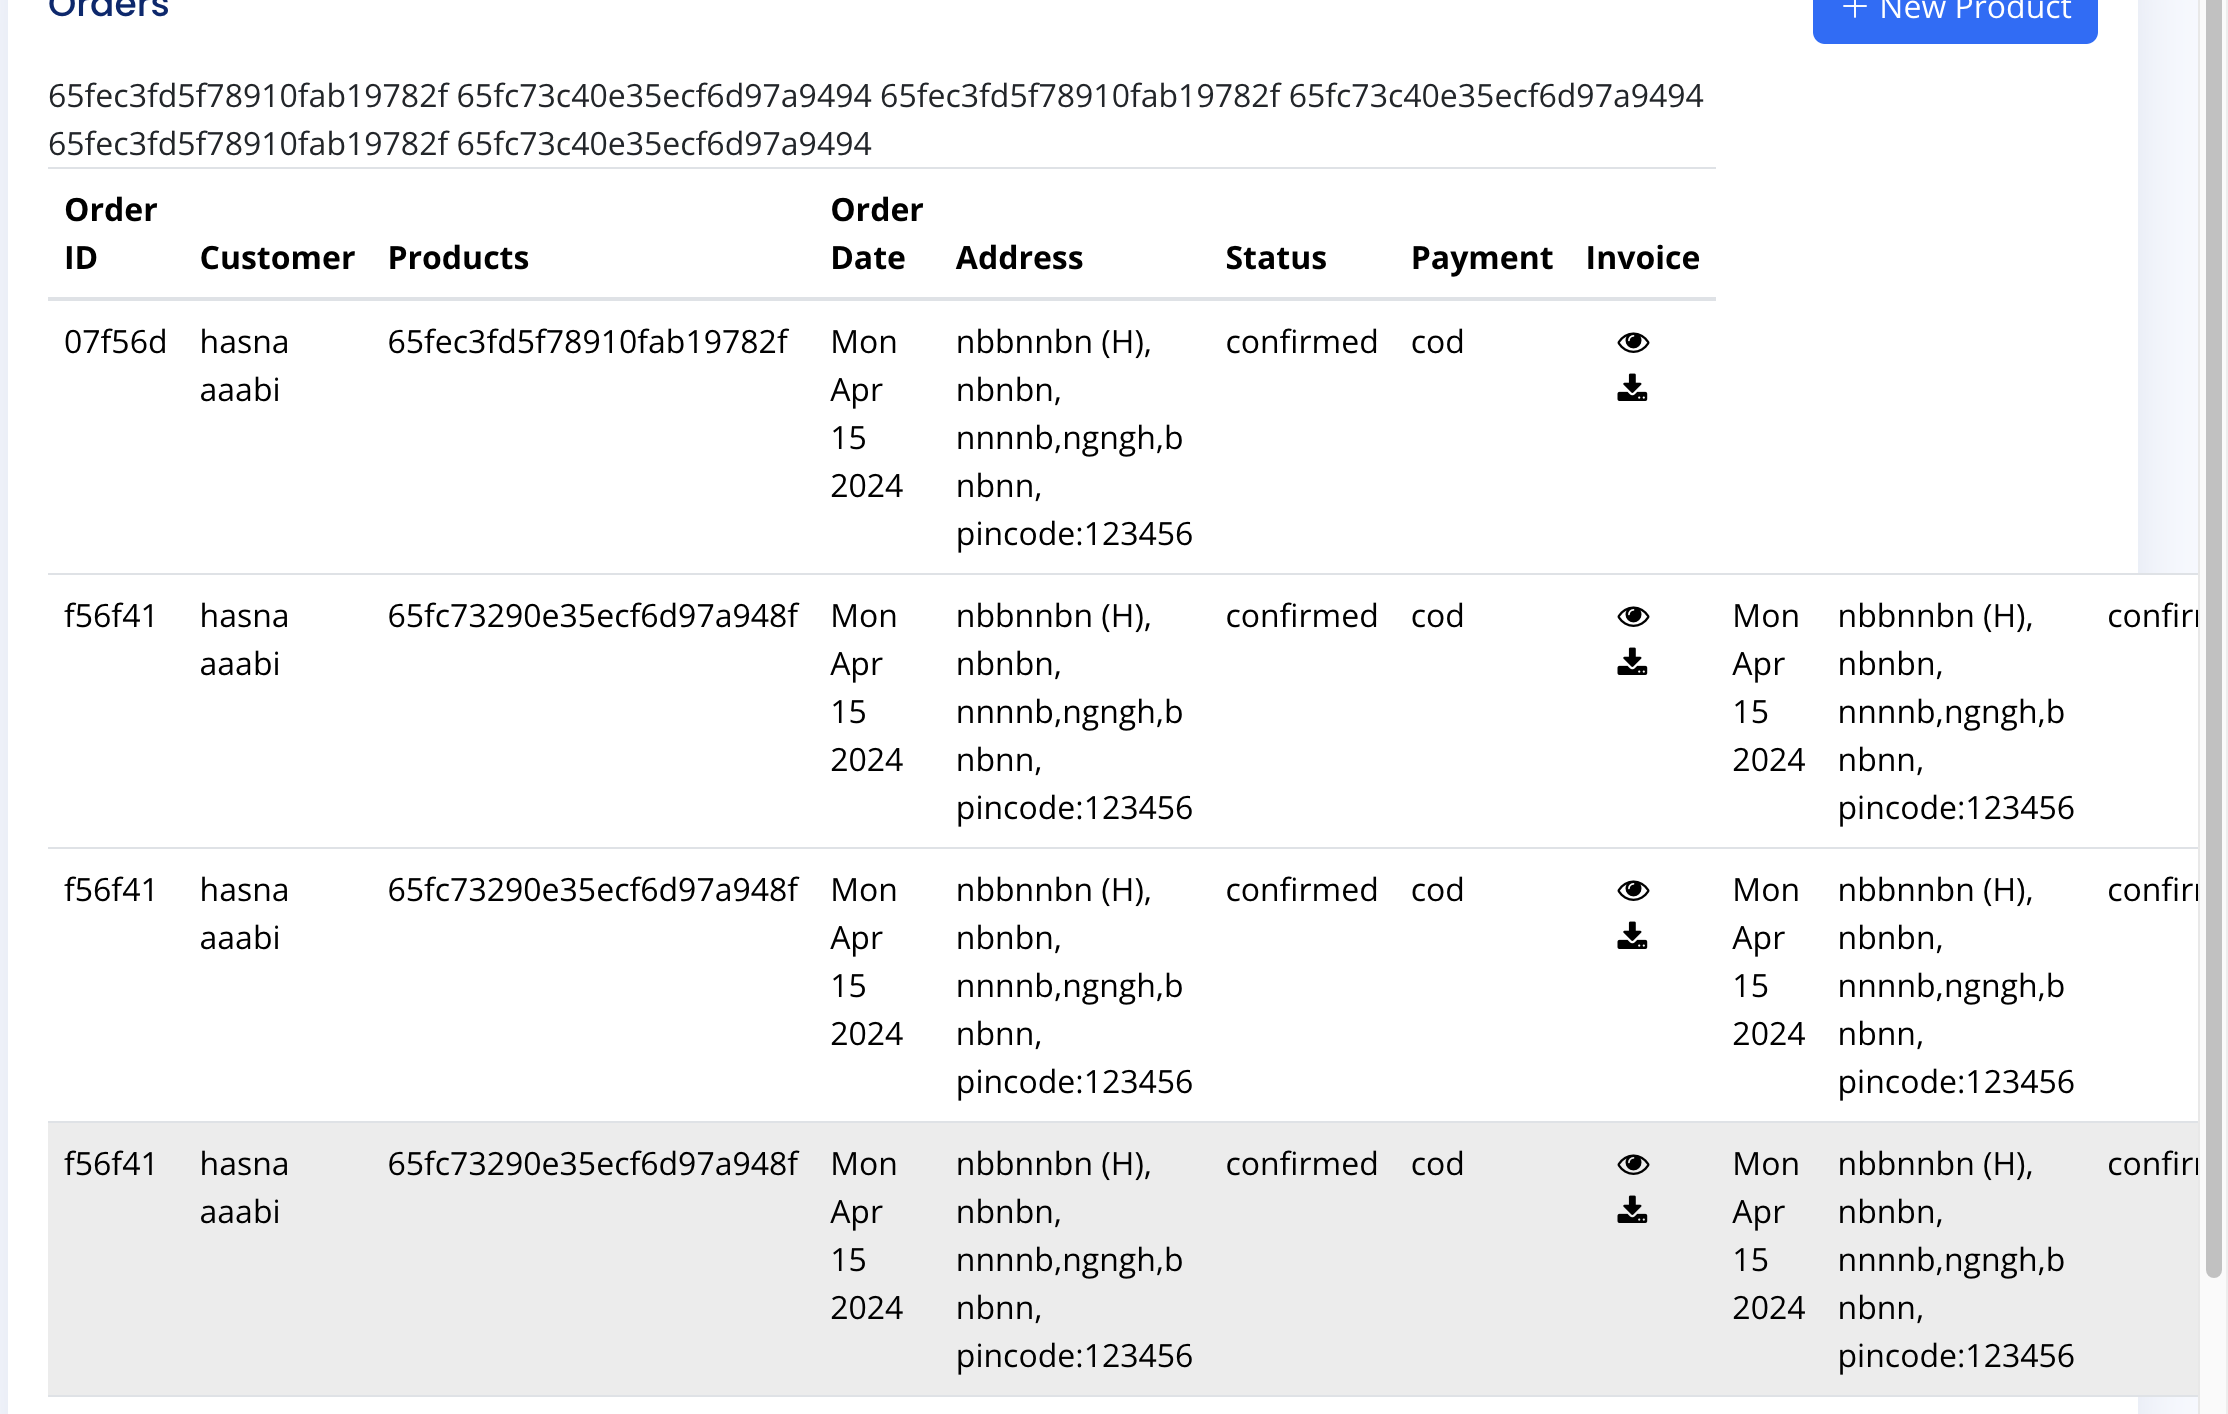 Orders
+ New Product
65fec3fd5f78910fab19782f 65fc73c40e35ecf6d97a9494 65fec3fd5f78910fab19782f 65fc73c40e35ecf6d97a9494
65fec3fd5f78910fab19782f 65fc73c40e35ecf6d97a9494
Order ID Customer Products Order Date Address Status Payment Invoice
07f56d hasna 65fec3fd5f78910fab19782f Mon nbbnnbn (H), confirmed cod
aaabi Apr nbnbn,
15 nnnnb,ngngh,b
2024 nbnn,
pincode:123456
f56f41 hasna 65fc73290e35ecf6d97a948f Mon nbbnnbn (H), confirmed cod Mon nbbnnbn (H),
aaabi Apr nbnbn, Apr nbnbn,
15 nnnnb,ngngh,b 15 nnnnb,ngngh,b
2024 nbnn, 2024 nbnn,
pincode:123456 pincode:123456
f56f41 hasna 65fc73290e35ecf6d97a948f Mon nbbnnbn (H), confirmed cod Mon nbbnnbn (H),
aaabi Apr nbnbn, Apr nbnbn,
15 nnnnb,ngngh,b 15 nnnnb,ngngh,b
2024 nbnn, 2024 nbnn,
pincode:123456 pincode:123456
f56f41 hasna 65fc73290e35ecf6d97a948f Mon nbbnnbn (H), confirmed cod Mon nbbnnbn (H),
aaabi Apr nbnbn, Apr nbnbn,
15 nnnnb,ngngh,b 15 nnnnb,ngngh,b
2024 nbnn, 2024 nbnn,
pincode:123456 pincode:123456